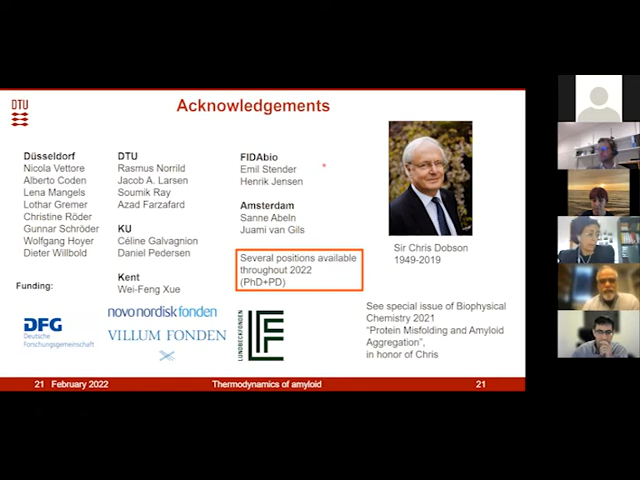 DTU
Acknowledgements
Düsseldorf
Nicola Vettore
Alberto Coden
Lena Mangels
Lothar Gremer
Christine Röder
Gunnar Schröder
Wolfgang Hoyer
Dieter Willbold
DTU
Rasmus Norrild
Jacob A. Larsen
Soumik Ray
Azad Farzafard
KU
Céline Galvagnion
Daniel Pedersen
Kent
Wei-Feng Xue
FIDAbio
Emil Stender
Henrik Jensen
Amsterdam
Sanne Abeln
Juami van Gils
Several positions available
throughout 2022
(PhD+PD)
Sir Chris Dobson
1949-2019
Funding:
DFG
Deutsche
Forschungsgemeinschaft
novo nordisk fonden
VILLUM FONDEN
LUNDBECKFONDEN
See special issue of Biophysical
Chemistry 2021
“Protein Misfolding and Amyloid
Aggregation”,
in honor of Chris
21 February 2022
Thermodynamics of amyloid
21